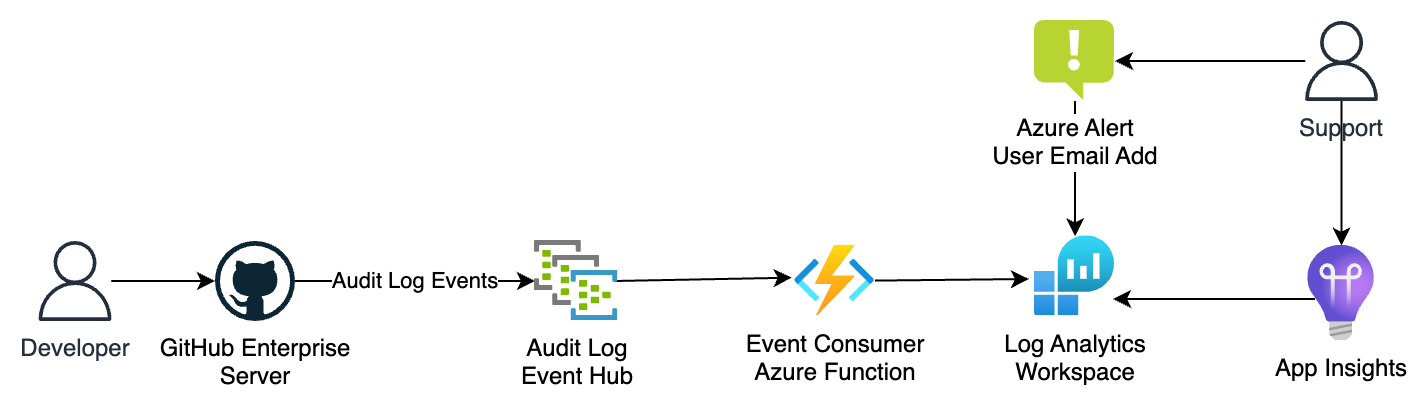 Azure Alert
User Email Add
Support
Audit Log Events
Developer
GitHub Enterprise
Server
Audit Log
Event Hub
Event Consumer
Azure Function
Log Analytics
Workspace
App Insights